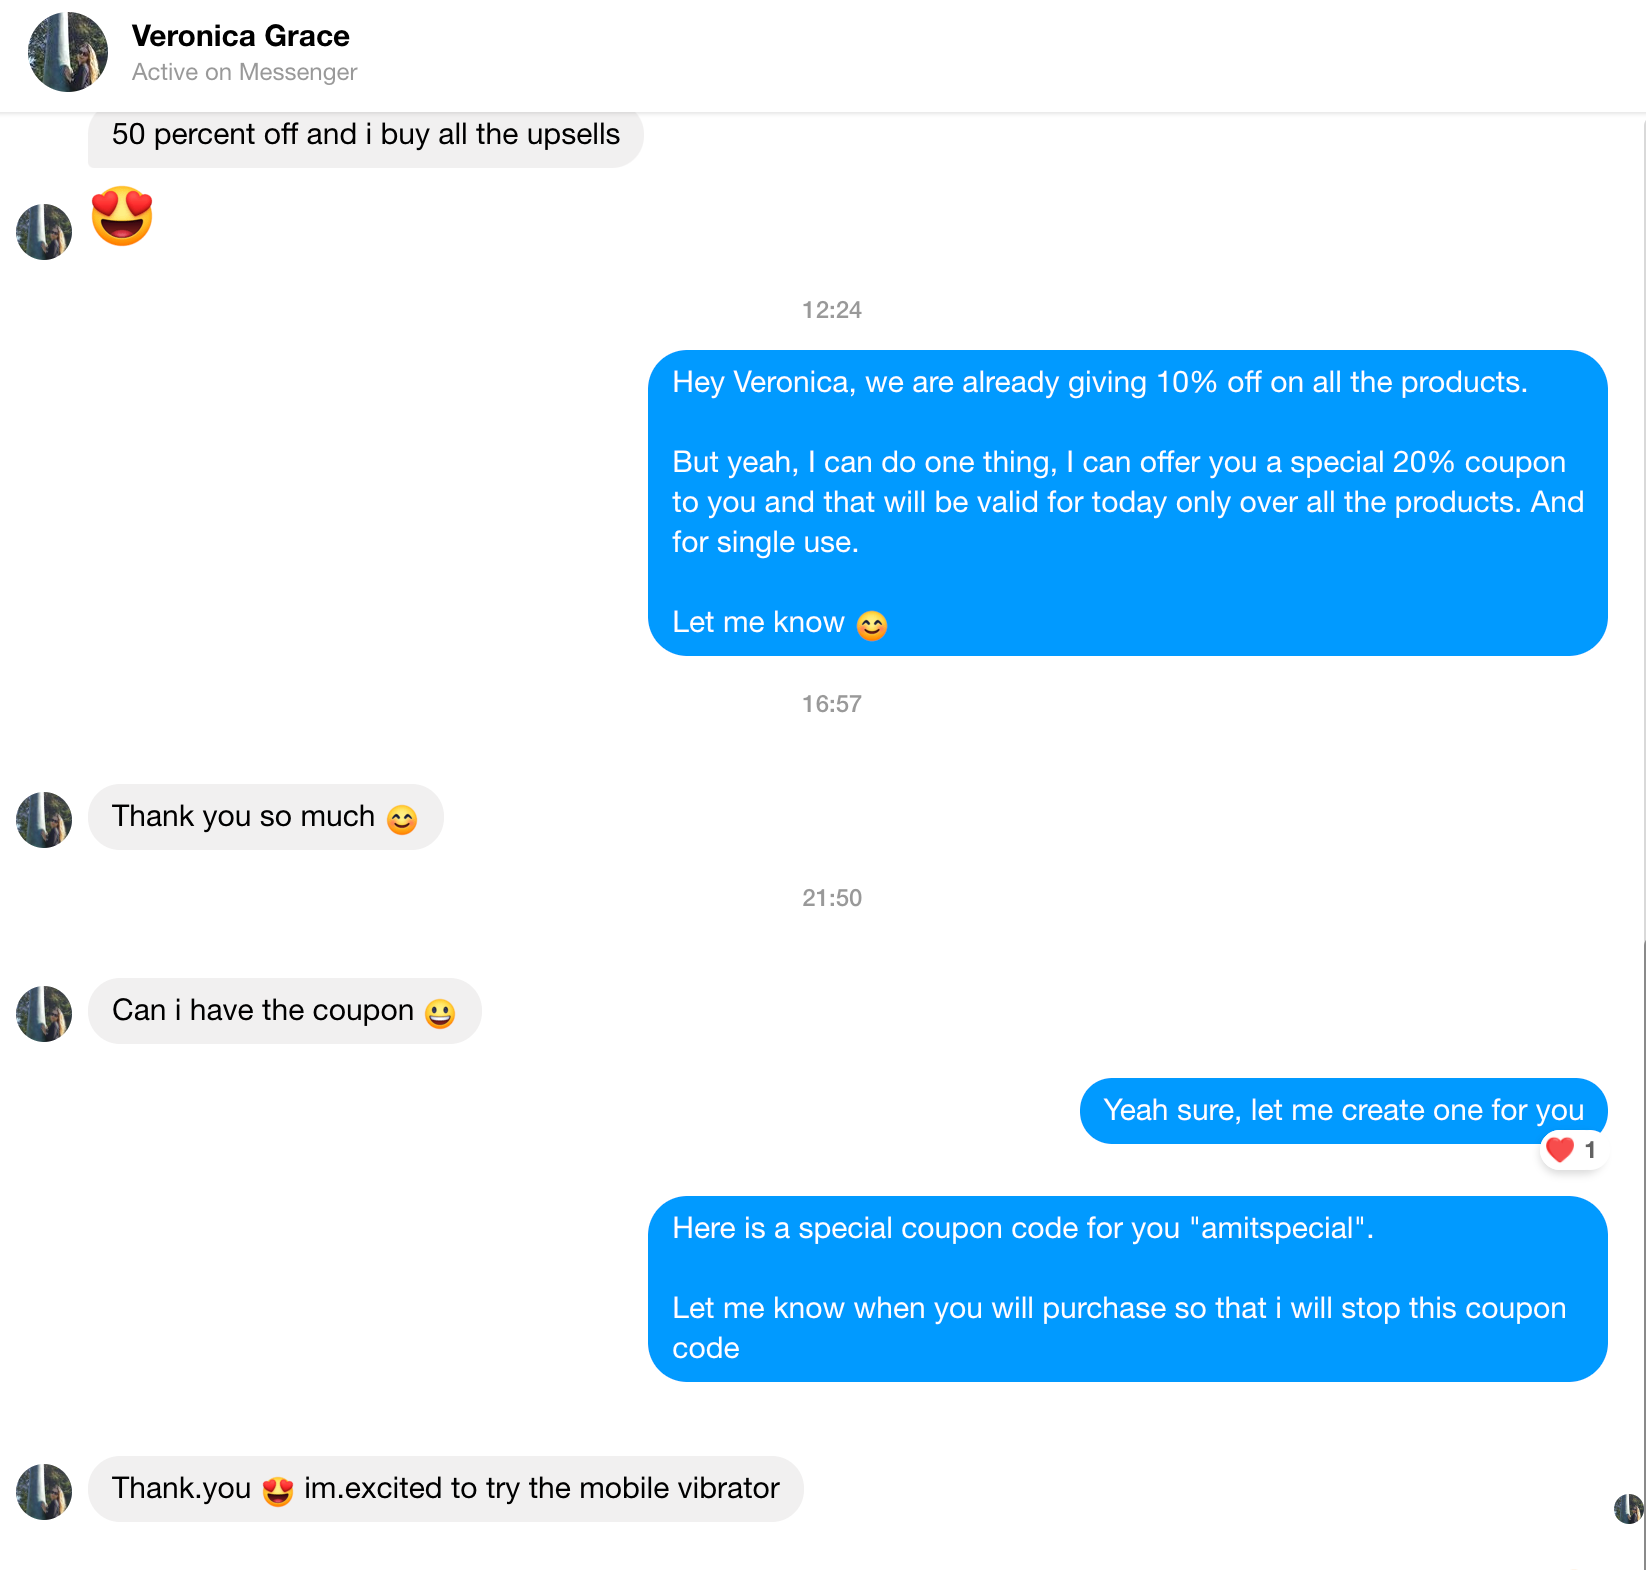 Veronica Grace
Active on Messenger
50 percent off and i buy all the upsells
😍
12:24
Hey Veronica, we are already giving 10% off on all the products.
But yeah, I can do one thing, I can offer you a special 20% coupon
to you and that will be valid for today only over all the products. And
for single use.
Let me know 😊
16:57
Thank you so much 😊
21:50
Can i have the coupon 😃
Yeah sure, let me create one for you
❤️ 1
Here is a special coupon code for you "amitspecial".
Let me know when you will purchase so that i will stop this coupon
code
Thank.you 😍 im.excited to try the mobile vibrator